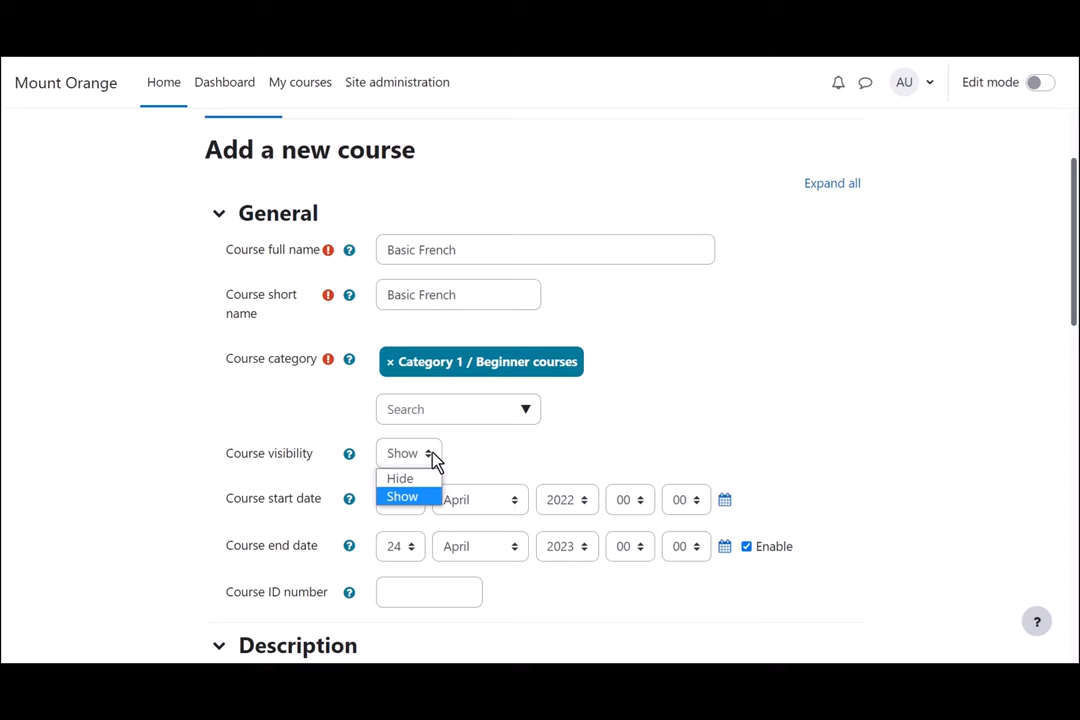 Mount Orange Home Dashboard My courses Site administration AU Edit mode
Add a new course
Expand all
General
Course full name ! ? Basic French
Course short name ! ? Basic French
Course category ! ? × Category 1 / Beginner courses
Search ▼
Course visibility ? Show
Hide
Show
Course start date ? April 2022 00 00
Course end date ? 24 April 2023 00 00 Enable
Course ID number ?
?
Description